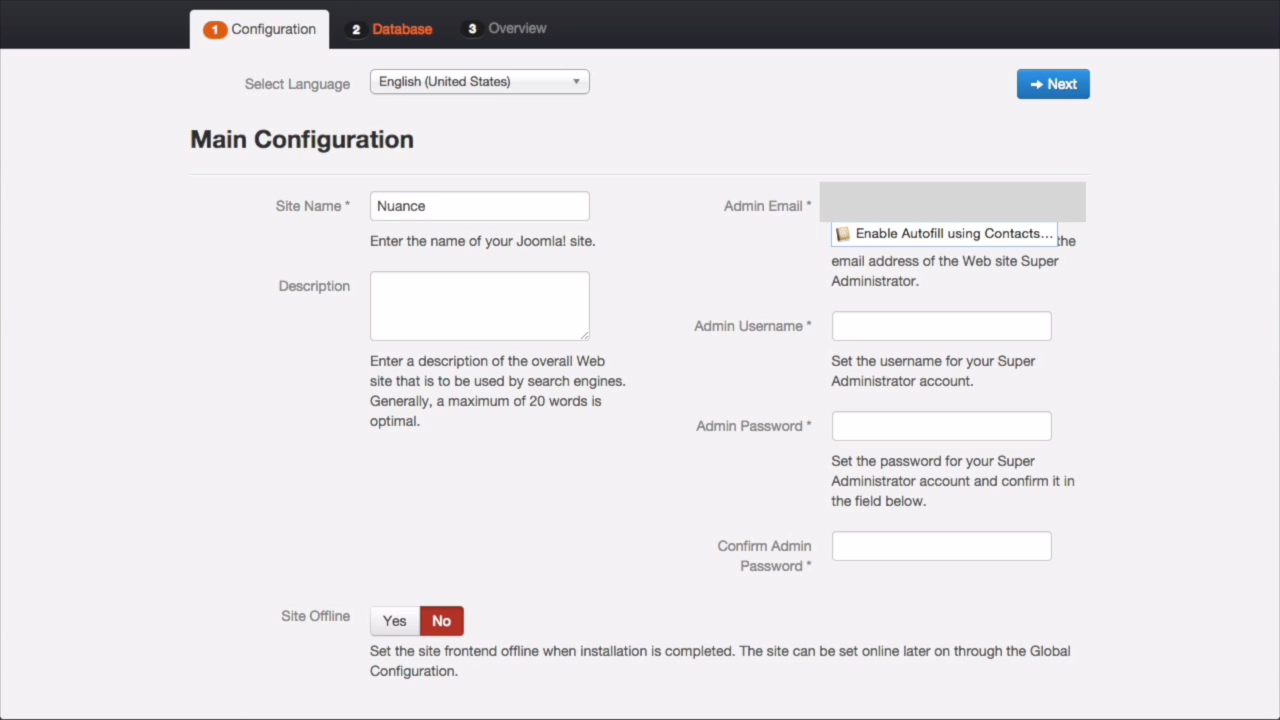 1 Configuration 2 Database 3 Overview
Select Language English (United States) Next
Main Configuration
Site Name * Nuance
Enter the name of your Joomla! site.
Description
Enter a description of the overall Web
site that is to be used by search engines.
Generally, a maximum of 20 words is
optimal.
Admin Email *
Enable Autofill using Contacts...
the
email address of the Web site Super
Administrator.
Admin Username *
Set the username for your Super
Administrator account.
Admin Password *
Set the password for your Super
Administrator account and confirm it in
the field below.
Confirm Admin
Password *
Site Offline Yes No
Set the site frontend offline when installation is completed. The site can be set online later on through the Global
Configuration.